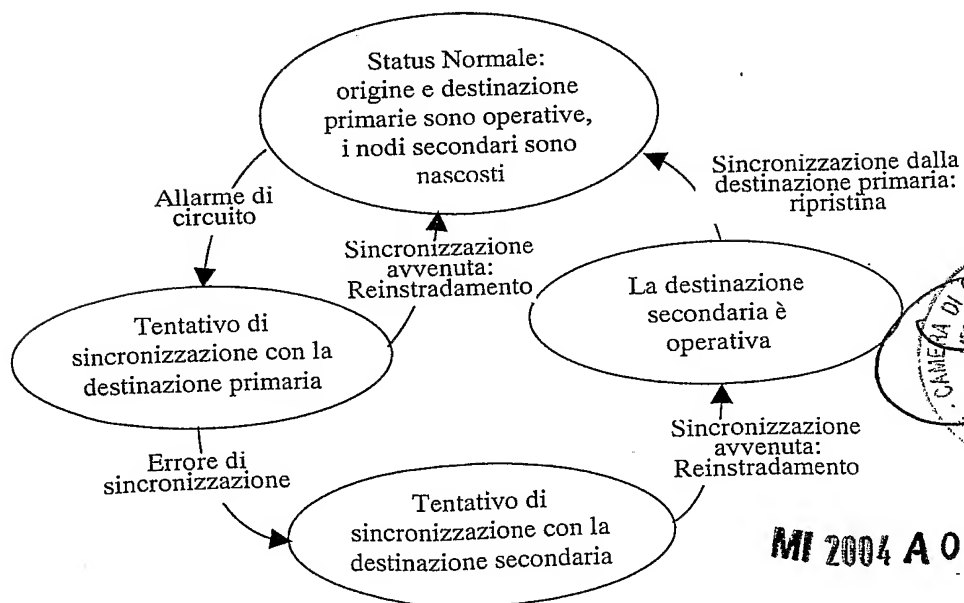 Status Normale:
origine e destinazione
primarie sono operative,
i nodi secondari sono
nascosti
Allarme di
circuito
Sincronizzazione
avvenuta:
Reinstradamento
Sincronizzazione dalla
destinazione primaria:
ripristina
Tentativo di
sincronizzazione con la
destinazione primaria
La destinazione
secondaria è
operativa
Errore di
sincronizzazione
Sincronizzazione
avvenuta:
Reinstradamento
Tentativo di
sincronizzazione con la
destinazione secondaria
CAMERA DI
MI 2004 A 0